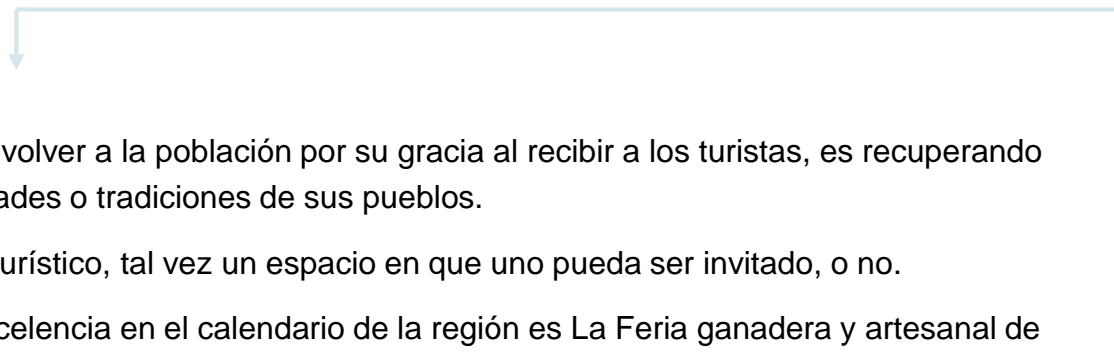 volver a la población por su gracia al recibir a los turistas, es recuperando
ades o tradiciones de sus pueblos.
urístico, tal vez un espacio en que uno pueda ser invitado, o no.
celencia en el calendario de la región es La Feria ganadera y artesanal de